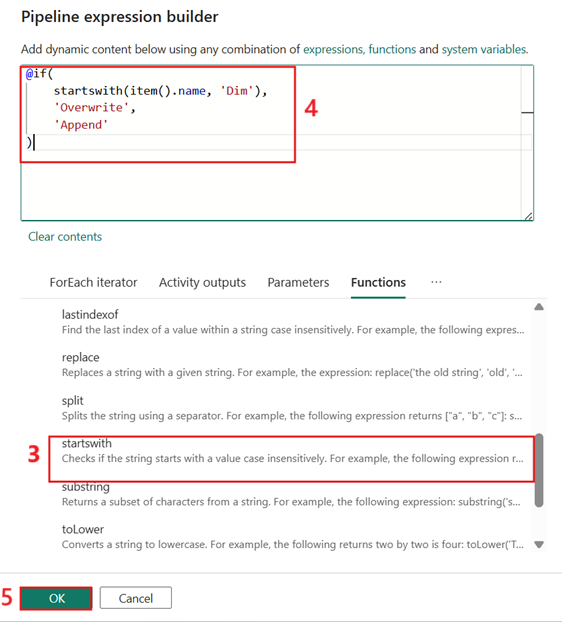 Pipeline expression builder
Add dynamic content below using any combination of expressions, functions and system variables.
@if(
startswith(item().name, 'Dim'),
'Overwrite',
'Append'
)
4
Clear contents
ForEach iterator Activity outputs Parameters Functions ...
lastindexof
Find the last index of a value within a string case insensitively. For example, the following expres...
replace
Replaces a string with a given string. For example, the expression: replace('the old string', 'old', '...
split
Splits the string using a separator. For example, the following expression returns ["a", "b", "c"]: s...
3
startswith
Checks if the string starts with a value case insensitively. For example, the following expression r...
substring
Returns a subset of characters from a string. For example, the following expression: substring('s...
toLower
Converts a string to lowercase. For example, the following returns two by two is four: toLower('T...
5
OK Cancel